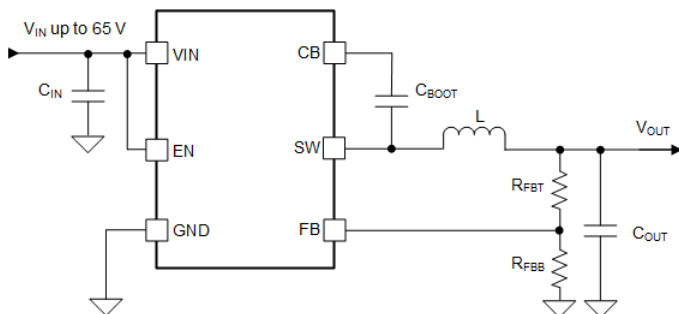 VIN up to 65 V
VIN
CB
CIN
CBOOT
L
VOUT
EN
SW
RFBT
GND
FB
COUT
RFBB